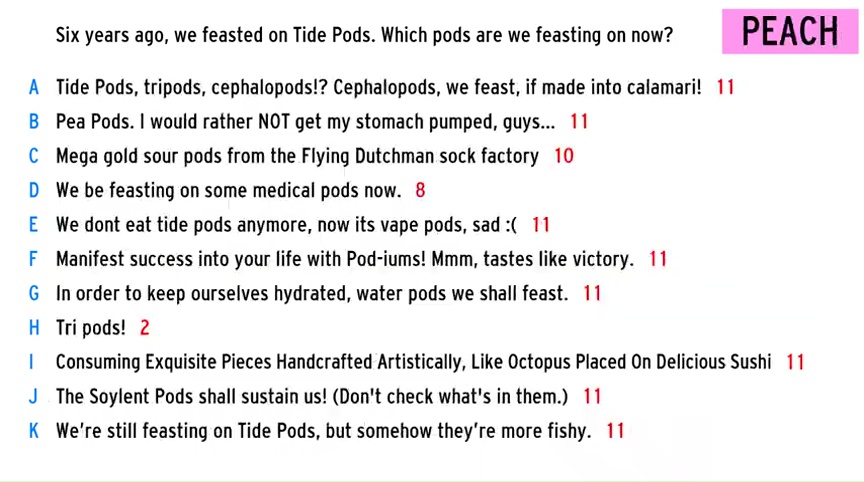 Six years ago, we feasted on Tide Pods. Which pods are we feasting on now?
PEACH
A Tide Pods, tripods, cephalopods!? Cephalopods, we feast, if made into calamari! 11
B Pea Pods. I would rather NOT get my stomach pumped, guys... 11
C Mega gold sour pods from the Flying Dutchman sock factory 10
D We be feasting on some medical pods now. 8
E We dont eat tide pods anymore, now its vape pods, sad :( 11
F Manifest success into your life with Pod-iums! Mmm, tastes like victory. 11
G In order to keep ourselves hydrated, water pods we shall feast. 11
H Tri pods! 2
I Consuming Exquisite Pieces Handcrafted Artistically, Like Octopus Placed On Delicious Sushi 11
J The Soylent Pods shall sustain us! (Don't check what's in them.) 11
K We're still feasting on Tide Pods, but somehow they're more fishy. 11